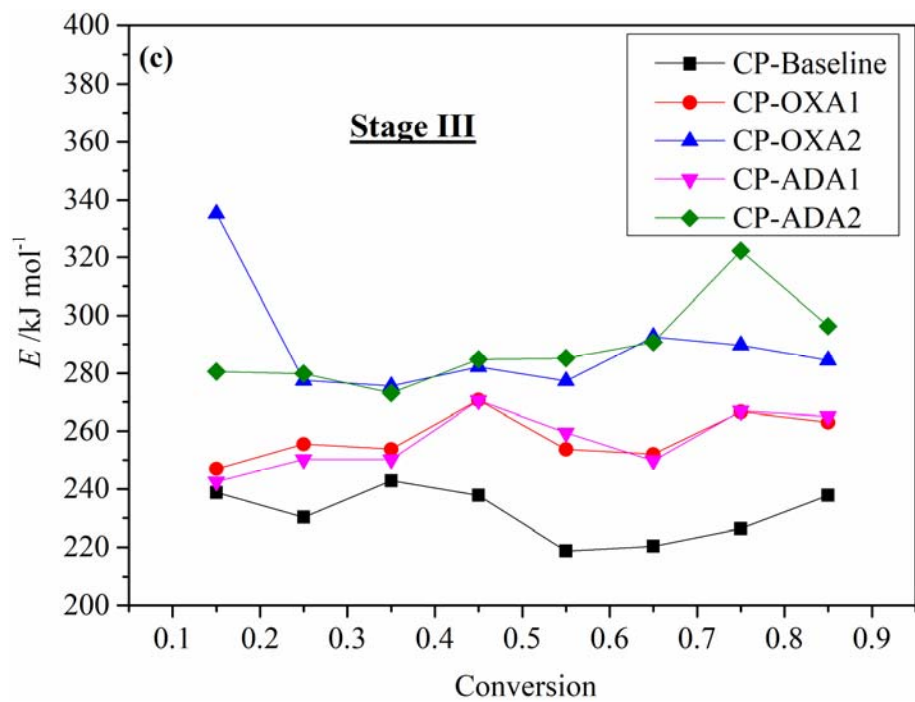 (c)
Stage III
CP-Baseline
CP-OXA1
CP-OXA2
CP-ADA1
CP-ADA2
E /kJ mol⁻¹
400
380
360
340
320
300
280
260
240
220
200
0.1 0.2 0.3 0.4 0.5 0.6 0.7 0.8 0.9
Conversion